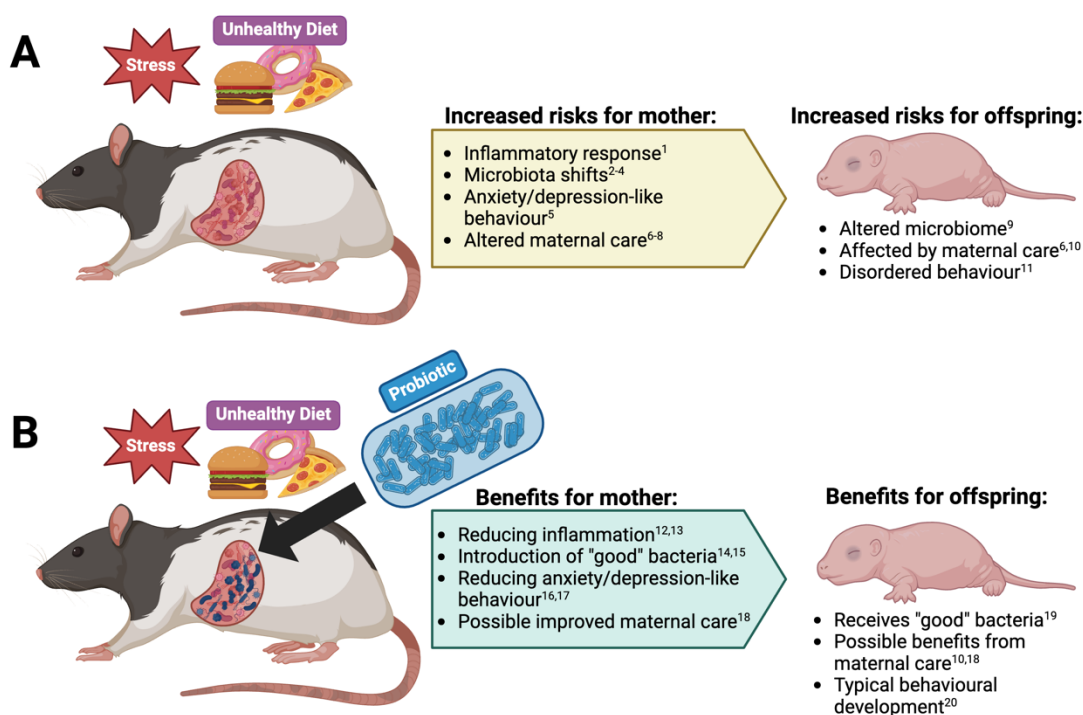 A
Stress
Unhealthy Diet
Increased risks for mother:
• Inflammatory response¹
• Microbiota shifts²⁻⁴
• Anxiety/depression-like
behaviour⁵
• Altered maternal care⁶⁻⁸
Increased risks for offspring:
• Altered microbiome⁹
• Affected by maternal care⁶,¹⁰
• Disordered behaviour¹¹
B
Stress
Unhealthy Diet
Probiotic
Benefits for mother:
• Reducing inflammation¹²,¹³
• Introduction of "good" bacteria¹⁴,¹⁵
• Reducing anxiety/depression-like
behaviour¹⁶,¹⁷
• Possible improved maternal care¹⁸
Benefits for offspring:
• Receives "good" bacteria¹⁹
• Possible benefits from
maternal care¹⁰,¹⁸
• Typical behavioural
development²⁰